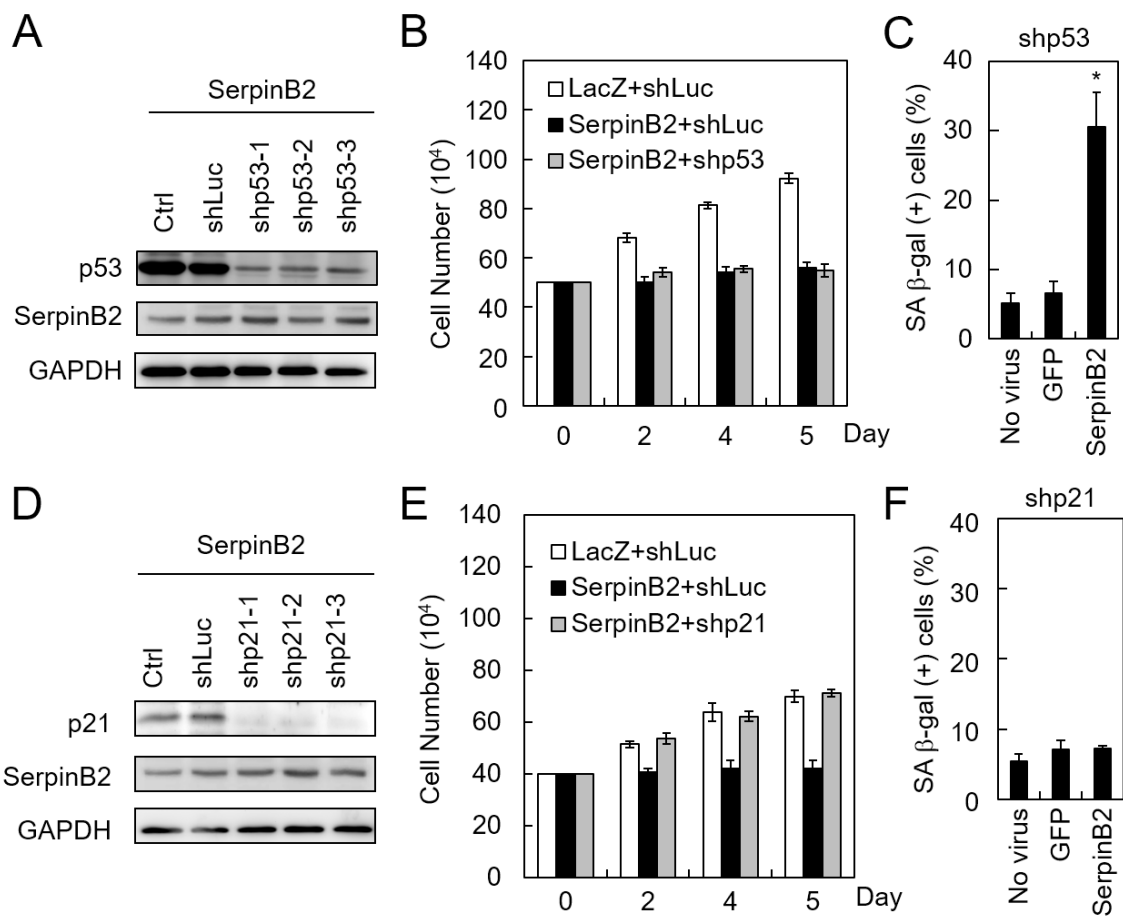 A
SerpinB2
Ctrl
shLuc
shp53-1
shp53-2
shp53-3
p53
SerpinB2
GAPDH
B
Cell Number (10⁴)
140
120
100
80
60
40
20
0
LacZ+shLuc
SerpinB2+shLuc
SerpinB2+shp53
0 2 4 5 Day
C
shp53
SA β-gal (+) cells (%)
40
30
20
10
0
*
No virus
GFP
SerpinB2
D
SerpinB2
Ctrl
shLuc
shp21-1
shp21-2
shp21-3
p21
SerpinB2
GAPDH
E
Cell Number (10⁴)
140
120
100
80
60
40
20
0
LacZ+shLuc
SerpinB2+shLuc
SerpinB2+shp21
0 2 4 5 Day
F
shp21
SA β-gal (+) cells (%)
40
30
20
10
0
No virus
GFP
SerpinB2